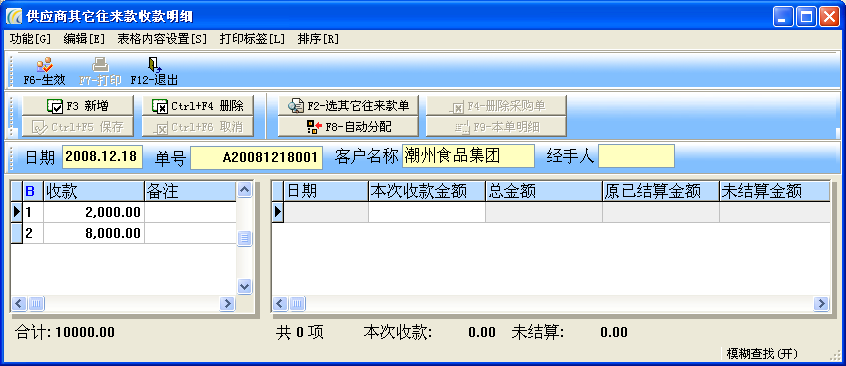 供应商其它往来款收款明细
功能[G] 编辑[E] 表格内容设置[S] 打印标签[L] 排序[R]
F6-生效 F7-打印 F12-退出
F3 新增 Ctrl+F4 删除 F2-选其它往来款单 F4-删除采购单
Ctrl+F5 保存 Ctrl+F6 取消 F8-自动分配 F9-本单明细
日期 2008.12.18 单号 A20081218001 客户名称 潮州食品集团 经手人
B 收款 备注 日期 本次收款金额 总金额 原已结算金额 未结算金额
1 2,000.00
2 8,000.00
合计: 10000.00 共 0 项 本次收款: 0.00 未结算: 0.00
模糊查找(开)